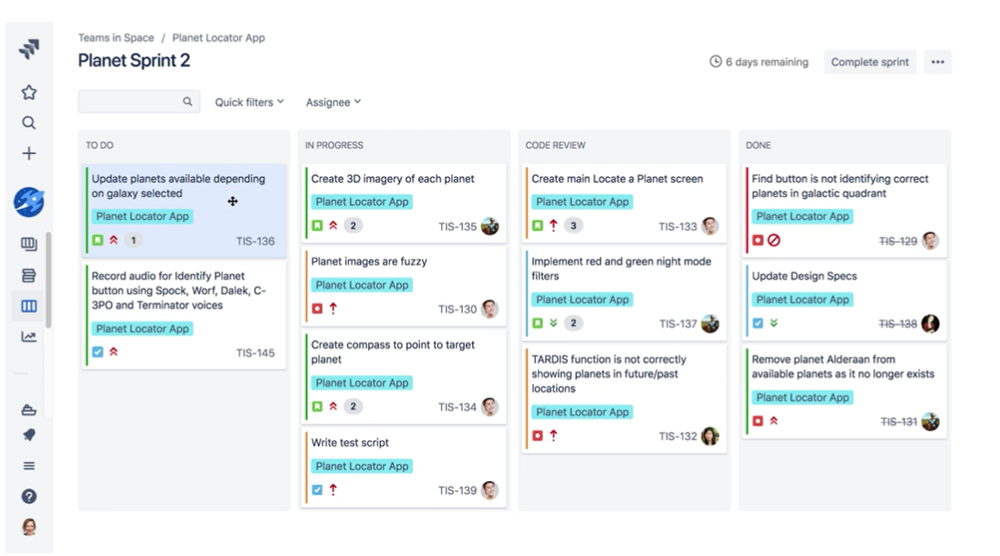 Teams in Space / Planet Locator App
Planet Sprint 2
6 days remaining
Complete sprint
Quick filters
Assignee
TO DO
Update planets available depending
on galaxy selected
Planet Locator App
1
TIS-136
Record audio for Identify Planet
button using Spock, Worf, Dalek, C-
3PO and Terminator voices
Planet Locator App
TIS-145
IN PROGRESS
Create 3D imagery of each planet
Planet Locator App
2
TIS-135
Planet images are fuzzy
Planet Locator App
TIS-130
Create compass to point to target
planet
Planet Locator App
2
TIS-134
Write test script
Planet Locator App
TIS-139
CODE REVIEW
Create main Locate a Planet screen
Planet Locator App
3
TIS-133
Implement red and green night mode
filters
Planet Locator App
2
TIS-137
TARDIS function is not correctly
showing planets in future/past
locations
Planet Locator App
TIS-132
DONE
Find button is not identifying correct
planets in galactic quadrant
Planet Locator App
TIS-129
Update Design Specs
Planet Locator App
TIS-138
Remove planet Alderaan from
available planets as it no longer exists
Planet Locator App
TIS-131